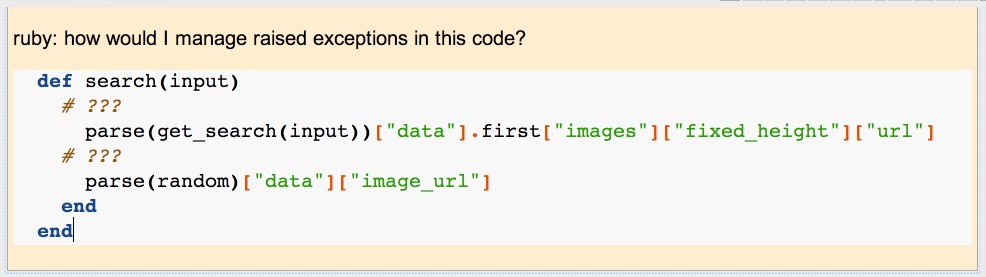 ruby: how would I manage raised exceptions in this code?
def search(input)
# ???
parse(get_search(input))["data"].first["images"]["fixed_height"]["url"]
# ???
parse(random)["data"]["image_url"]
end
end